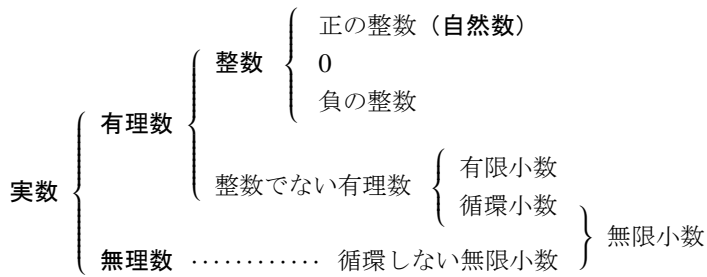 正の整数（自然数）
整数
0
有理数
負の整数
実数
整数でない有理数
有限小数
循環小数
無限小数
無理数 ………… 循環しない無限小数